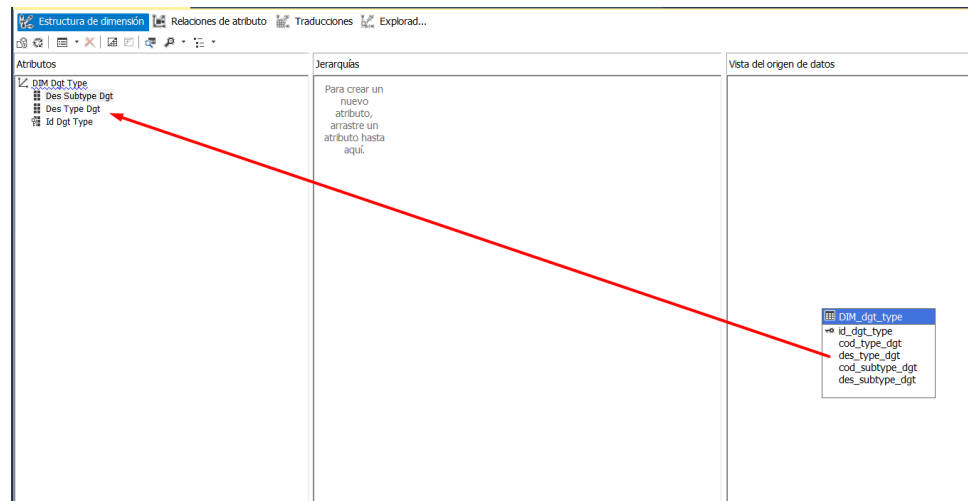 Estructura de dimensión Relaciones de atributo Traducciones Explorad...
Atributos
DIM Dgt Type
Des Subtype Dgt
Des Type Dgt
Id Dgt Type
Jerarquías
Para crear un
nuevo
atributo,
arrastre un
atributo hasta
aquí.
Vista del origen de datos
DIM_dgt_type
id_dgt_type
cod_type_dgt
des_type_dgt
cod_subtype_dgt
des_subtype_dgt